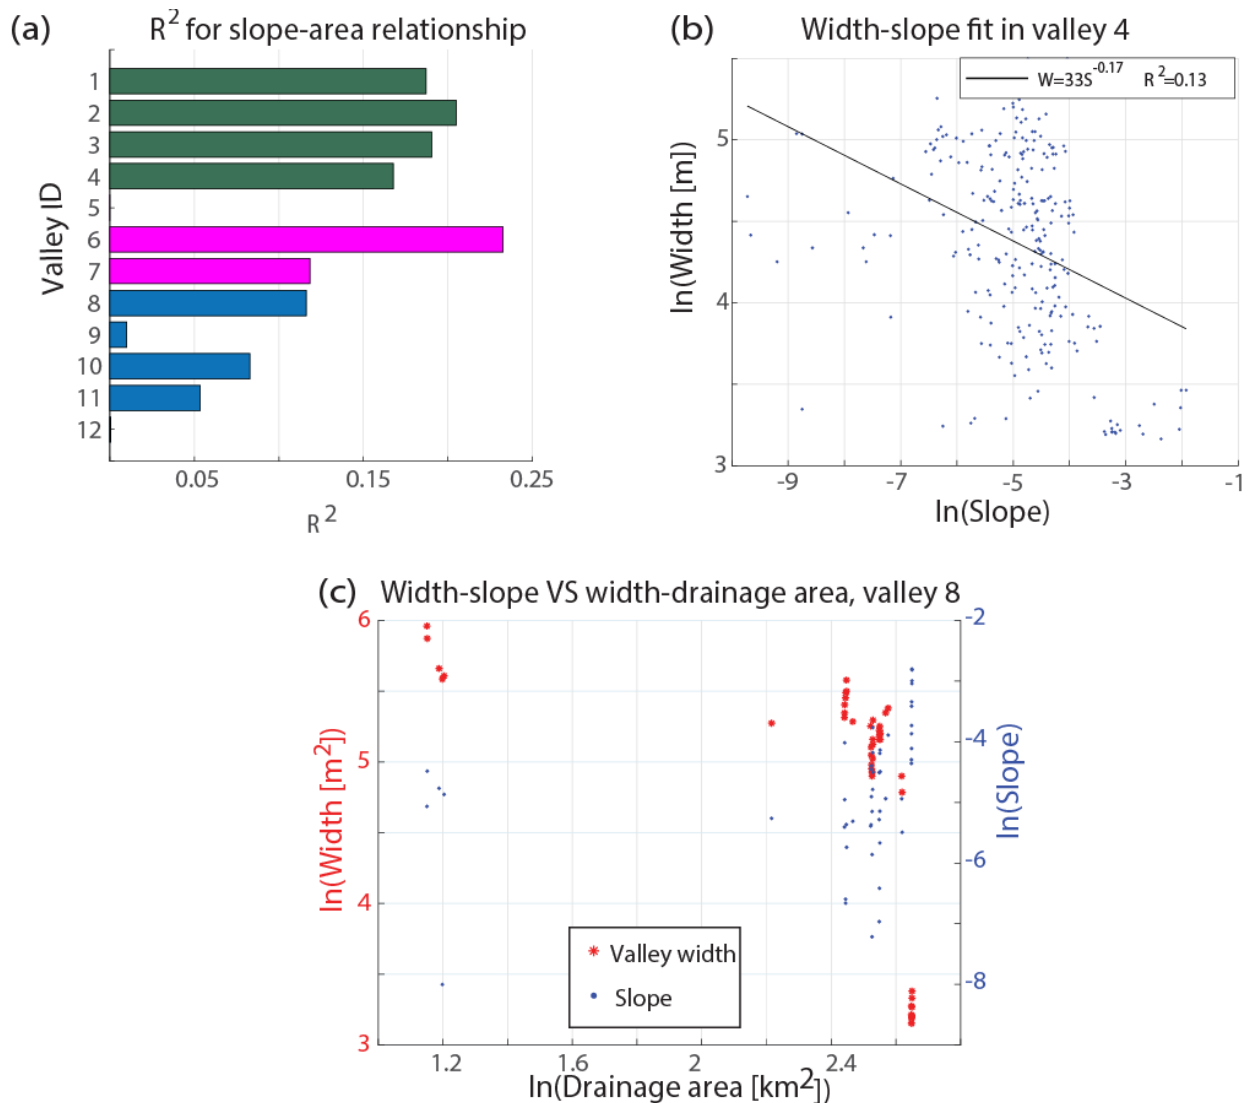 (a) R² for slope-area relationship
Valley ID
1
2
3
4
5
6
7
8
9
10
11
12
0.05 0.15 0.25
R²
(b) Width-slope fit in valley 4
W=33S^-0.17 R²=0.13
ln(Width [m])
5
4
3
-9 -7 -5 -3 -1
ln(Slope)
(c) Width-slope VS width-drainage area, valley 8
ln(Width [m²])
6
5
4
3
Valley width
Slope
1.2 1.6 2 2.4
ln(Drainage area [km²])
-2
-4
-6
-8
ln(Slope)